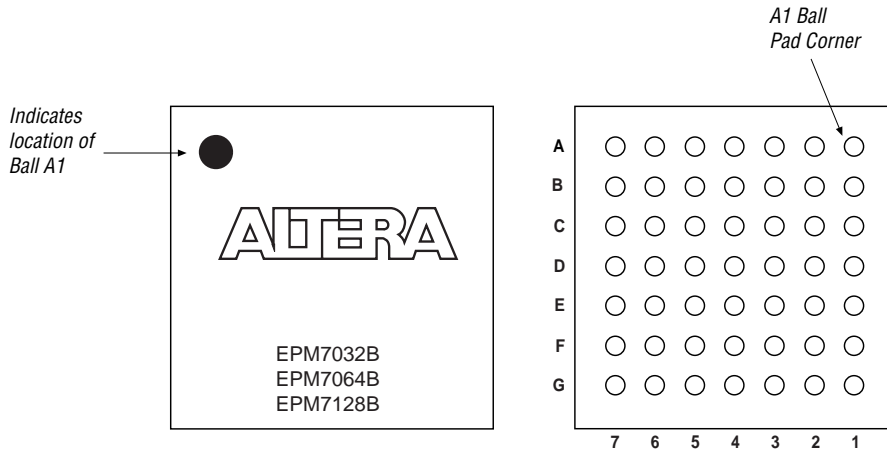 A1 Ball
Pad Corner
Indicates
location of
Ball A1
ALTERA
EPM7032B
EPM7064B
EPM7128B
A
B
C
D
E
F
G
7 6 5 4 3 2 1